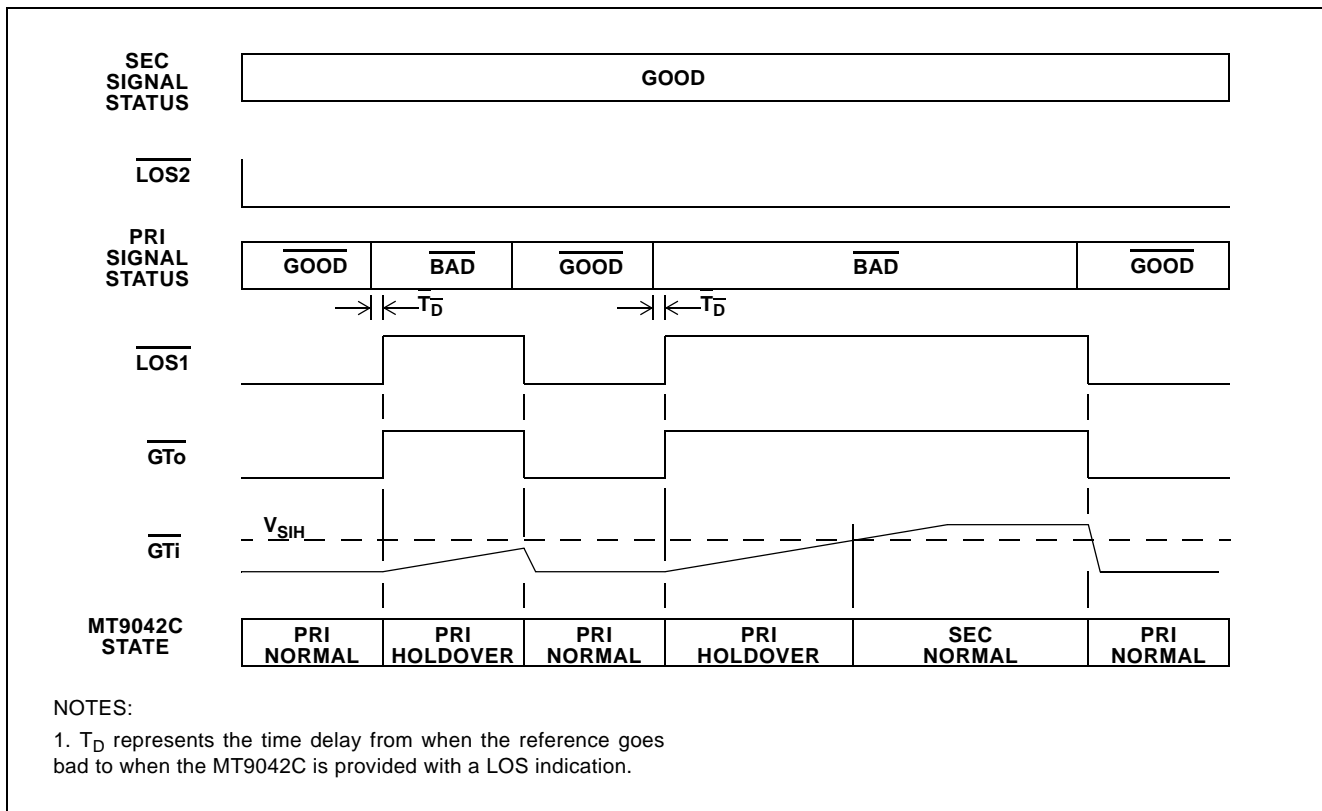 SEC
SIGNAL
STATUS
GOOD
LOS2
PRI
SIGNAL
STATUS
GOOD BAD GOOD BAD GOOD
TD TD
LOS1
GTo
VSIH
GTi
MT9042C
STATE
PRI NORMAL
PRI HOLDOVER
PRI NORMAL
PRI HOLDOVER
SEC NORMAL
PRI NORMAL
NOTES:
1. TD represents the time delay from when the reference goes
bad to when the MT9042C is provided with a LOS indication.